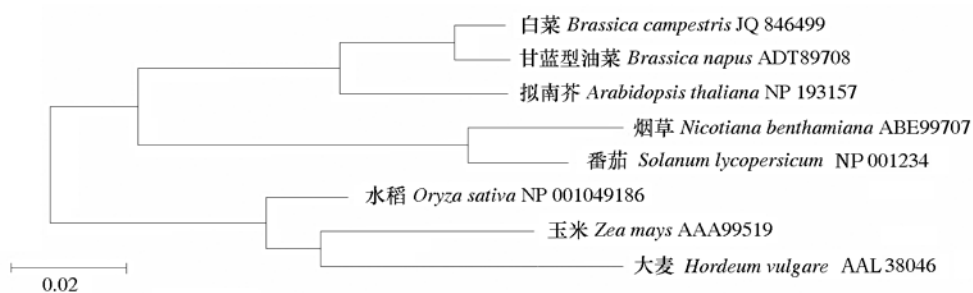 白菜 Brassica campestris JQ 846499
甘蓝型油菜 Brassica napus ADT89708
拟南芥 Arabidopsis thaliana NP 193157
烟草 Nicotiana benthamiana ABE99707
番茄 Solanum lycopersicum NP 001234
水稻 Oryza sativa NP 001049186
玉米 Zea mays AAA99519
大麦 Hordeum vulgare AAL38046
0.02